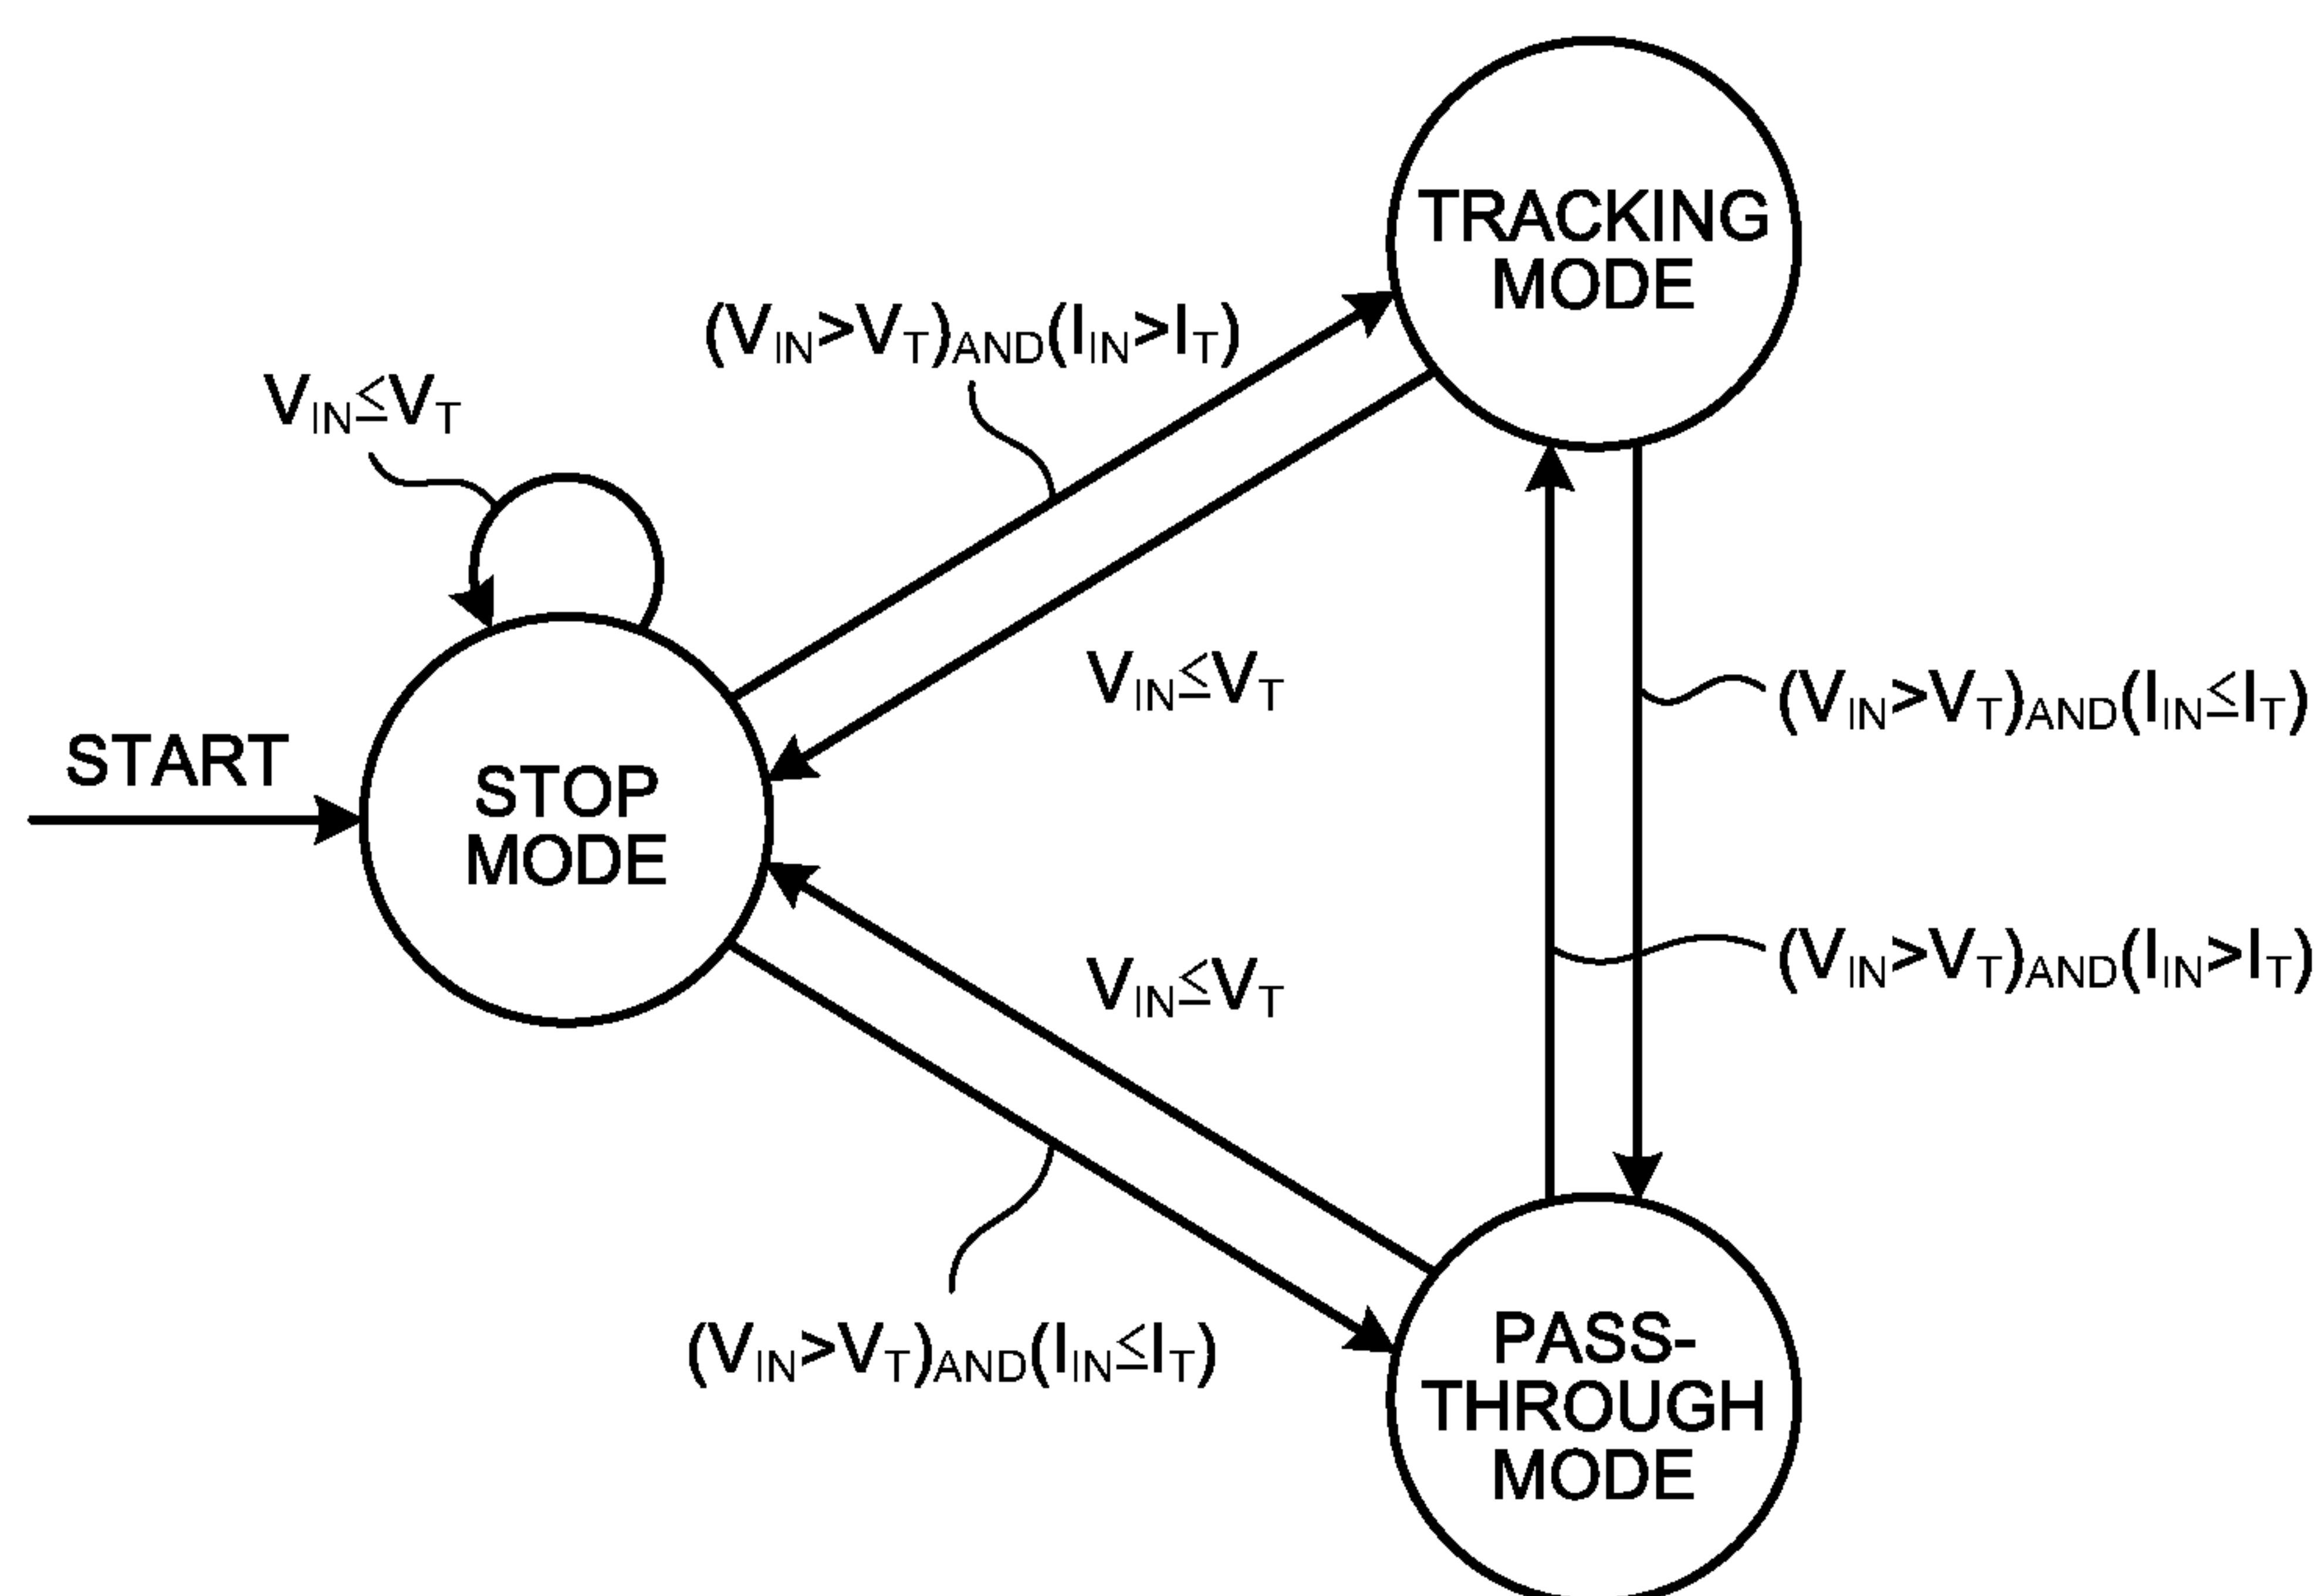 TRACKING
MODE
(VIN>VT)AND(IIN>IT)
VIN≤VT
VIN≤VT
(VIN>VT)AND(IIN≤IT)
START
STOP
MODE
(VIN>VT)AND(IIN>IT)
VIN≤VT
(VIN>VT)AND(IIN≤IT)
PASS-
THROUGH
MODE